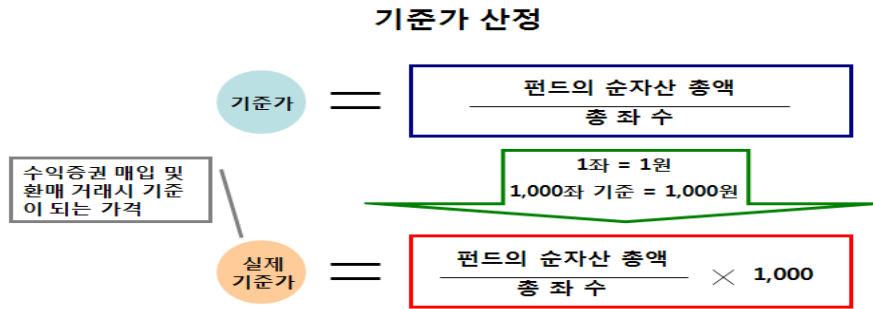 기준가 산정
기준가
=
펀드의 순자산 총액
총 좌 수
수익증권 매입 및
환매 거래시 기준
이 되는 가격
1좌 = 1원
1,000좌 기준 = 1,000원
실제
기준가
=
펀드의 순자산 총액
총 좌 수
× 1,000